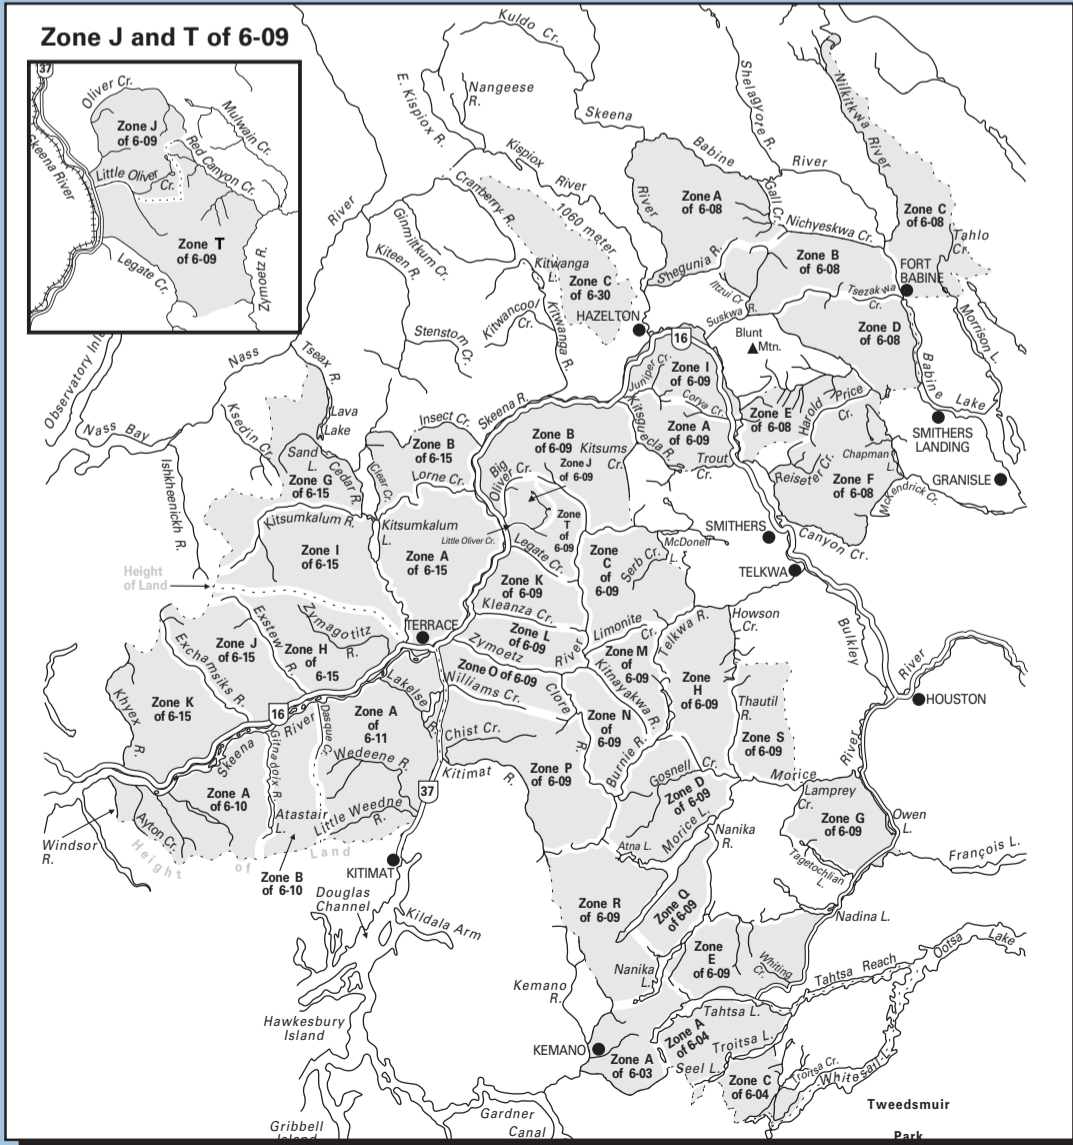 Zone J and T of 6-09
37
Oliver Cr.
Zone J
of 6-09
Mulwain Cr.
Red Canyon Cr.
Skeena River
Little Oliver
Cr.
Zone T
of 6-09
Legate Cr.
Zymoetz R.
Kuldo Cr.
Nangeese
R.
E. Kispiox R.
Skeena
Shelagyote R.
Nilkitkwa River
Babine
River
Kispiox
River
Cranberry R.
1060 meter
River
River
Zone A
of 6-08
Gail Cr.
Nichyeskwa Cr.
Zone C
of 6-08
Tahlo
Cr.
Ginmiltkum Cr.
Kiteen R.
Kitwanga
L.
Zone C
of 6-30
Shegunia R.
Zone B
of 6-08
FORT
BABINE
Itzul Cr.
Tsezakwa
Cr.
HAZELTON
Suskwa R.
Kitwancool
Cr.
Kitwanga R.
Stenstom
Cr.
Observatory Inle
Nass
Tseax R.
16
Blunt
Mtn.
Zone D
of 6-08
Morrison L.
Babine
Lake
Juniper Cr.
Zone I
of 6-09
Corya Cr.
Ksedin Cr.
Lava
Lake
Insect Cr.
Skeena R.
Kitsguecla R.
Zone A
of 6-09
Zone E
of 6-08
Harold
Price
Cr.
SMITHERS
LANDING
Nass Bay
Sand
L.
Zone G
of 6-15
Cedar R.
Clear Cr.
Zone B
of 6-15
Lorne Cr.
Zone B
of 6-09
Kitsums
Cr.
Trout
Cr.
Big
Oliver Cr.
Zone J
of 6-09
Reiseter Cr.
Chapman
L.
Zone F
of 6-08
McKendrick Cr.
GRANISLE
Ishkheenickh R.
Kitsumkalum R.
Kitsumkalum
L.
Little Oliver Cr.
Zone
T
of
6-09
SMITHERS
Canyon Cr.
Zone I
of 6-15
Zone A
of 6-15
Legate Cr.
Zone
C
of
6-09
Serb Cr.
McDonell
L.
TELKWA
Height
of Land
Zone K
of 6-09
Kleanza Cr.
Exstew
R.
Zymagotitz
R.
TERRACE
Zone L
of 6-09
Zymoetz
River
Limonite
Cr.
Telkwa R.
Howson
Cr.
Bulkley
River
HOUSTON
Zone J
of 6-15
Zone H
of
6-15
Exchamsiks R.
Zone O of 6-09
Williams Cr.
Clore
R.
Zone M
of
6-09
Kitnayakwa R.
Zone
H
of 6-09
Lakelse
R.
Zone K
of 6-15
Khyex
R.
16
Zone A
of
6-11
Chist Cr.
Zone N
of
6-09
Thautil
R.
Zone S
of 6-09
River
Skeena
River
Gitnadoix R.
Dasque Cr.
Wedeene R.
Kitimat
R.
Zone P
of 6-09
Burnie R.
Gosnell
Cr.
Morice
Zone D
of 6-09
Lamprey
Cr.
Zone A
of 6-10
37
Ayton Cr.
Atastair
L.
Little Weedne
R.
Atna L.
Morice L.
Nanika
R.
Zone G
of 6-09
Owen
L.
Windsor
R.
Height
of
Land
Zone B
of 6-10
KITIMAT
Tagetochlian
L.
François L.
Douglas
Channel
Zone R
of 6-09
Zone Q
of 6-09
Kildala Arm
Nadina L.
Zone
E
of 6-09
Whiting
Cr.
Ootsa
Lake
Nanika
L.
Tahtsa Reach
Kemano
R.
Hawkesbury
Island
Tahtsa L.
KEMANO
Zone A
of 6-03
Zone A
of 6-04
Troitsa L.
Seel L.
Zone C
of 6-04
Troitsa Cr.
Whitesail L.
Tweedsmuir
Park
Gardner
Canal
Gribbell
Island